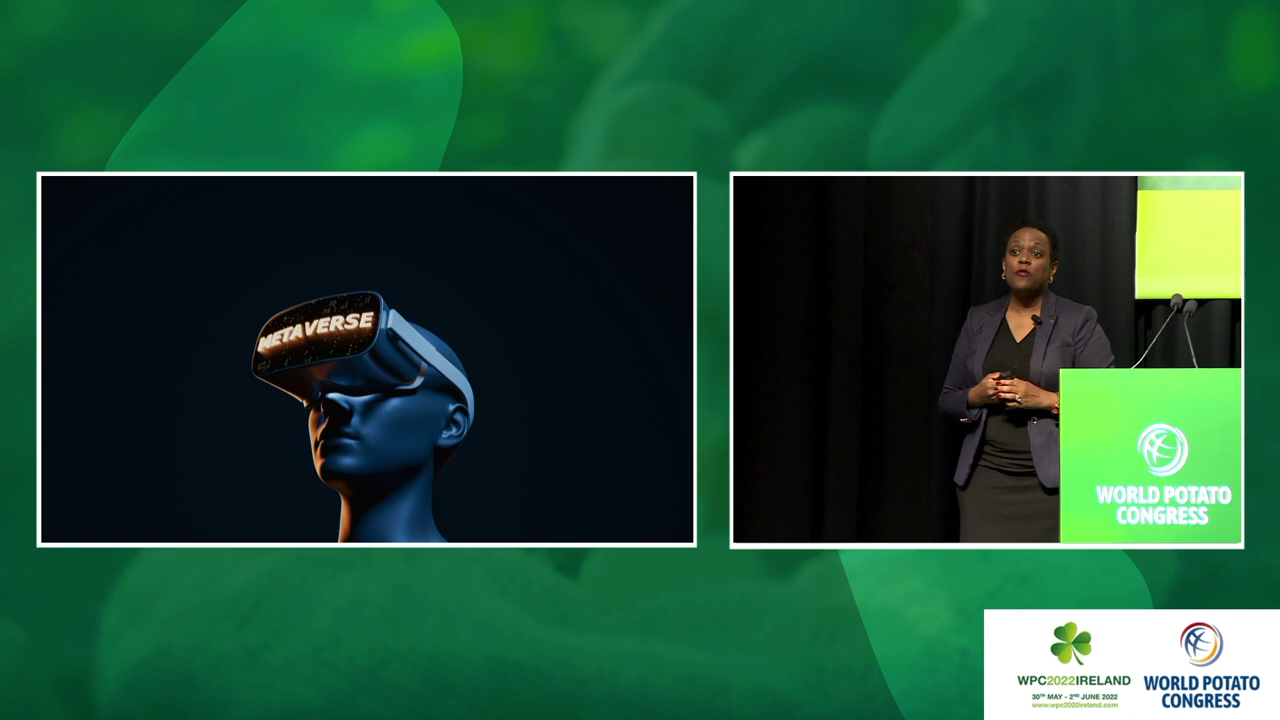 METAVERSE
WORLD POTATO
CONGRESS
WPC2022IRELAND
30TH MAY - 2ND JUNE 2022
www.wpc2022ireland.com
WORLD POTATO
CONGRESS